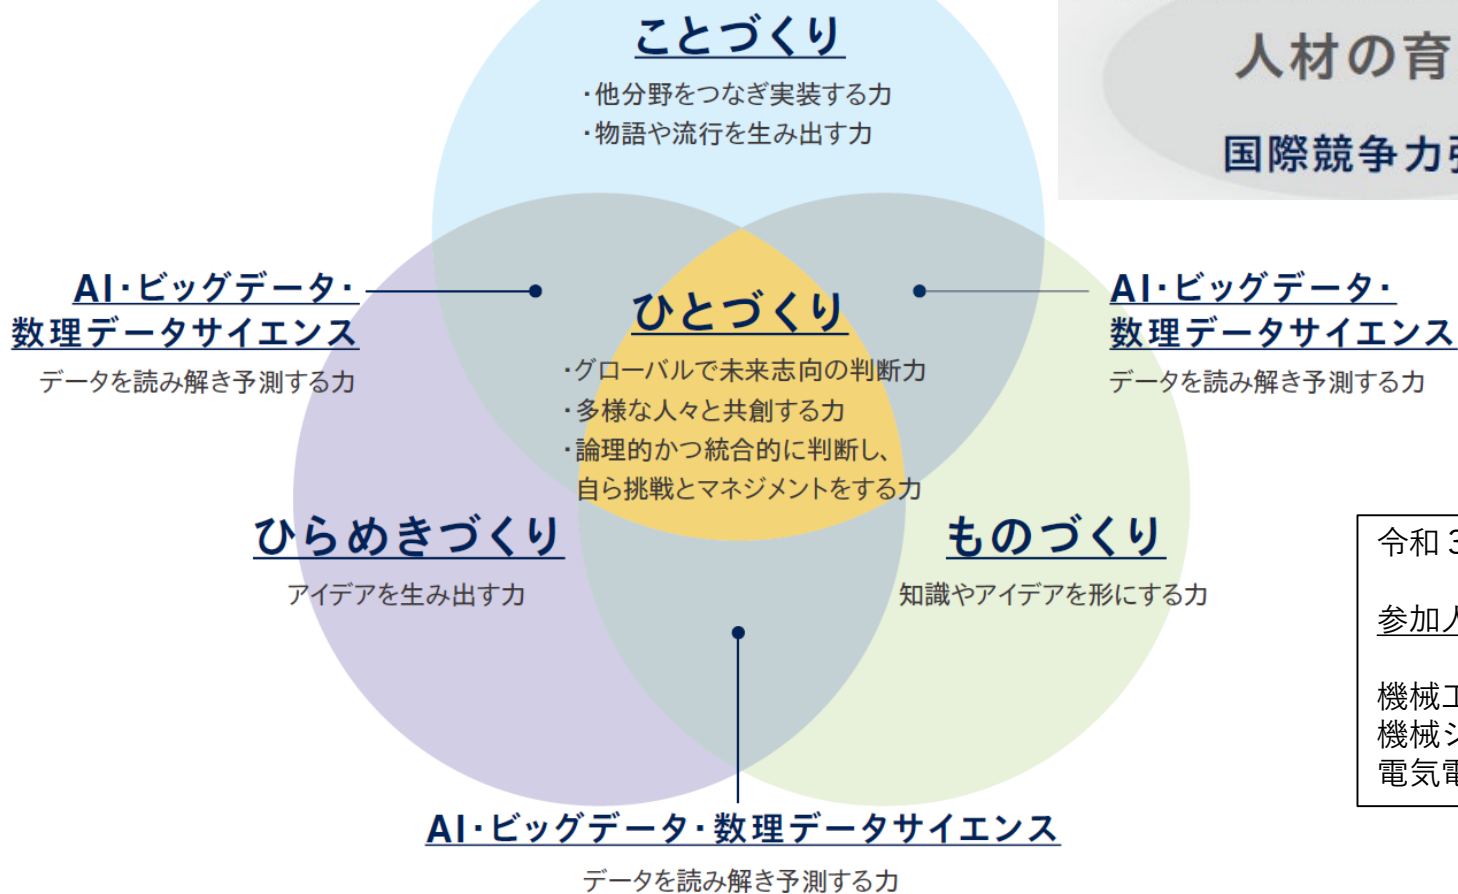 ことづくり
・他分野をつなぎ実装する力
・物語や流行を生み出す力
人材の育
国際競争力強
AI・ビッグデータ・
数理データサイエンス
データを読み解き予測する力
ひとづくり
・グローバルで未来志向の判断力
・多様な人々と共創する力
・論理的かつ統合的に判断し、
自ら挑戦とマネジメントをする力
AI・ビッグデータ・
数理データサイエンス
データを読み解き予測する力
ひらめきづくり
アイデアを生み出す力
ものづくり
知識やアイデアを形にする力
令和3
参加人
機械工
機械シ
電気電
AI・ビッグデータ・数理データサイエンス
データを読み解き予測する力